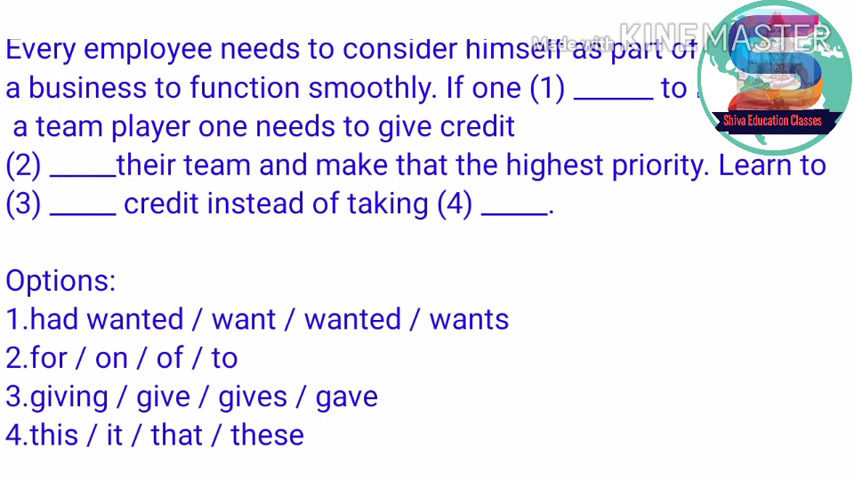 Made with KINEMASTER
Every employee needs to consider himself as part of
a business to function smoothly. If one (1) ______ to
a team player one needs to give credit
(2) _____their team and make that the highest priority. Learn to
(3) _____ credit instead of taking (4) _____.
Shiva Education Classes
Options:
1.had wanted / want / wanted / wants
2.for / on / of / to
3.giving / give / gives / gave
4.this / it / that / these